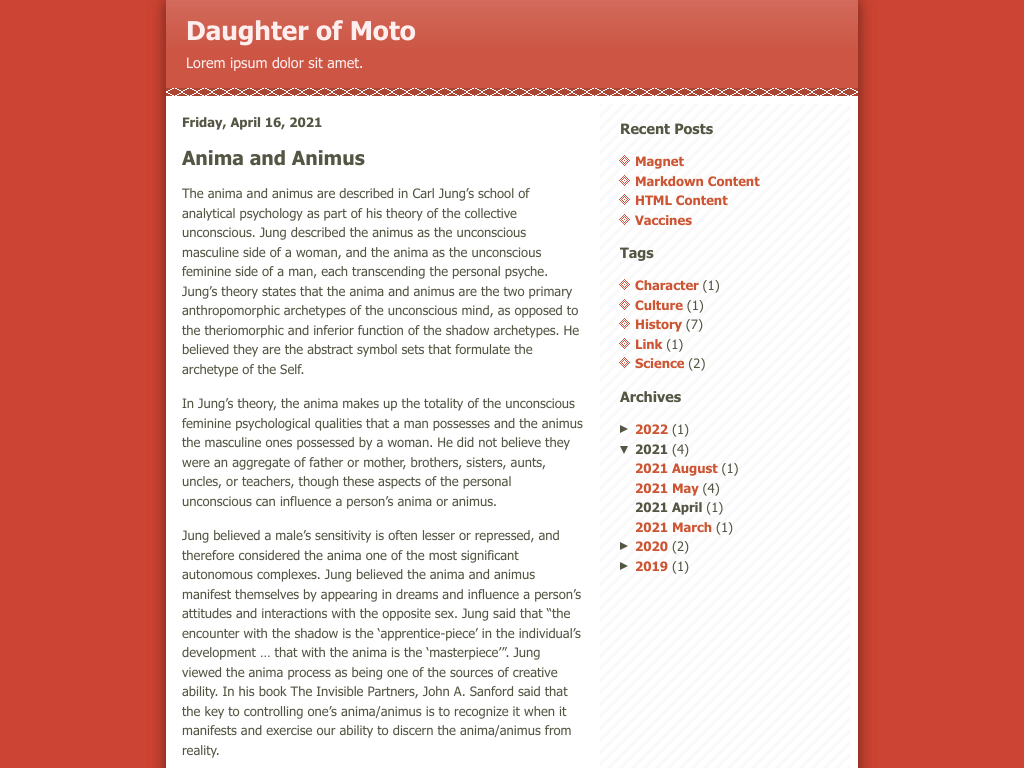 Daughter of Moto
Lorem ipsum dolor sit amet.
Friday, April 16, 2021
Anima and Animus
The anima and animus are described in Carl Jung’s school of
analytical psychology as part of his theory of the collective
unconscious. Jung described the animus as the unconscious
masculine side of a woman, and the anima as the unconscious
feminine side of a man, each transcending the personal psyche.
Jung’s theory states that the anima and animus are the two primary
anthropomorphic archetypes of the unconscious mind, as opposed to
the theriomorphic and inferior function of the shadow archetypes. He
believed they are the abstract symbol sets that formulate the
archetype of the Self.
In Jung’s theory, the anima makes up the totality of the unconscious
feminine psychological qualities that a man possesses and the animus
the masculine ones possessed by a woman. He did not believe they
were an aggregate of father or mother, brothers, sisters, aunts,
uncles, or teachers, though these aspects of the personal
unconscious can influence a person’s anima or animus.
Jung believed a male’s sensitivity is often lesser or repressed, and
therefore considered the anima one of the most significant
autonomous complexes. Jung believed the anima and animus
manifest themselves by appearing in dreams and influence a person’s
attitudes and interactions with the opposite sex. Jung said that “the
encounter with the shadow is the ‘apprentice-piece’ in the individual’s
development … that with the anima is the ‘masterpiece’”. Jung
viewed the anima process as being one of the sources of creative
ability. In his book The Invisible Partners, John A. Sanford said that
the key to controlling one’s anima/animus is to recognize it when it
manifests and exercise our ability to discern the anima/animus from
reality.
Recent Posts
Magnet
Markdown Content
HTML Content
Vaccines
Tags
Character (1)
Culture (1)
History (7)
Link (1)
Science (2)
Archives
► 2022 (1)
▼ 2021 (4)
2021 August (1)
2021 May (4)
2021 April (1)
2021 March (1)
► 2020 (2)
► 2019 (1)